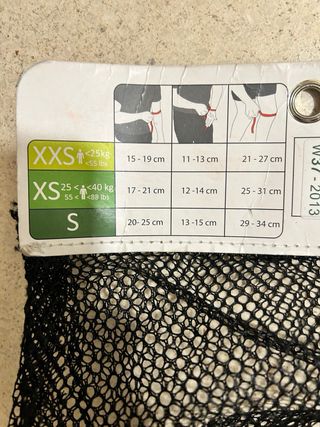 XXS <25kg 15 - 19 cm 11 -13 cm 21 - 27 cm
<55 lbs
XS 25 < <40 kg 17 - 21 cm 12 -14 cm 25 - 31 cm
55 < <88 lbs
S 20- 25 cm 13 -15 cm 29 - 34 cm
W37 - 2013